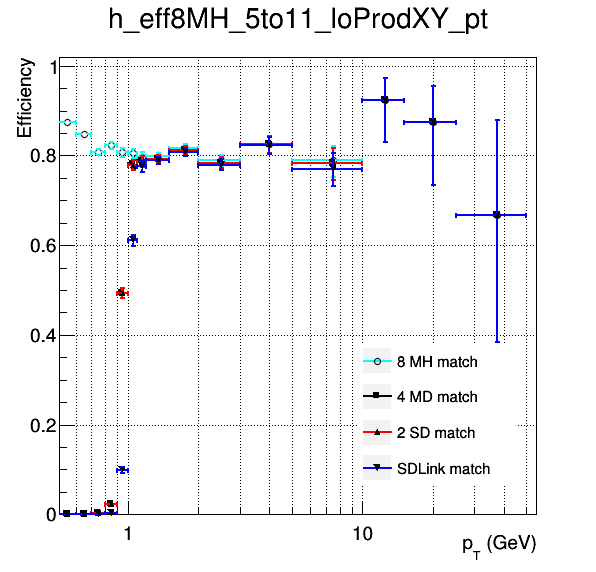 h_eff8MH_5to11_loProdXY_pt
Efficiency
1
0.8
0.6
0.4
0.2
0
8 MH match
4 MD match
2 SD match
SDLink match
1
10
p_T (GeV)